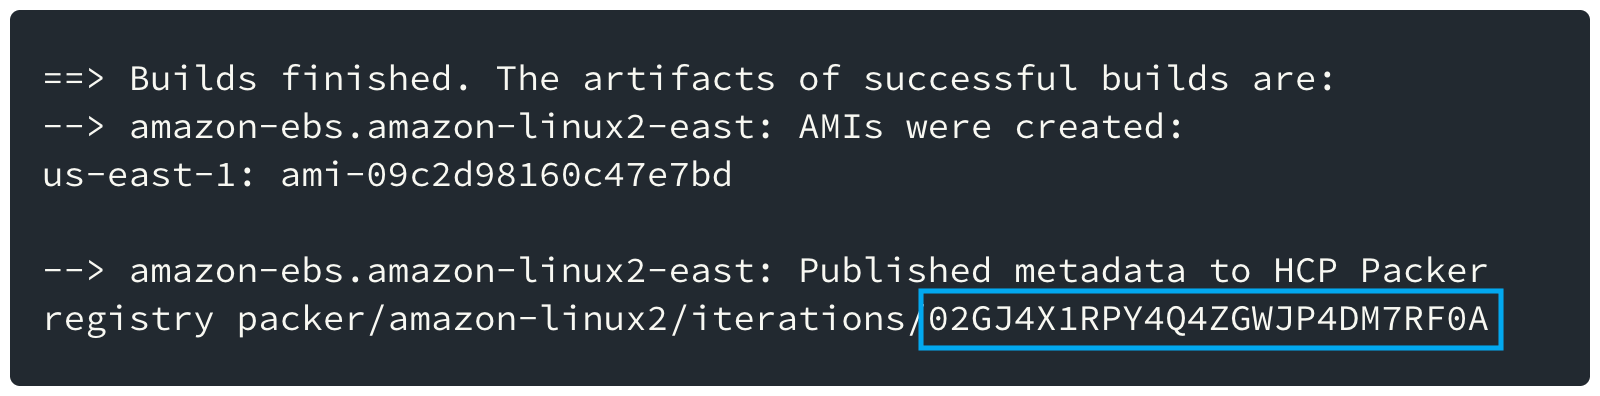 ==> Builds finished. The artifacts of successful builds are:
--> amazon-ebs.amazon-linux2-east: AMIs were created:
us-east-1: ami-09c2d98160c47e7bd
--> amazon-ebs.amazon-linux2-east: Published metadata to HCP Packer
registry packer/amazon-linux2/iterations/02GJ4X1RPY4Q4ZGWJP4DM7RF0A